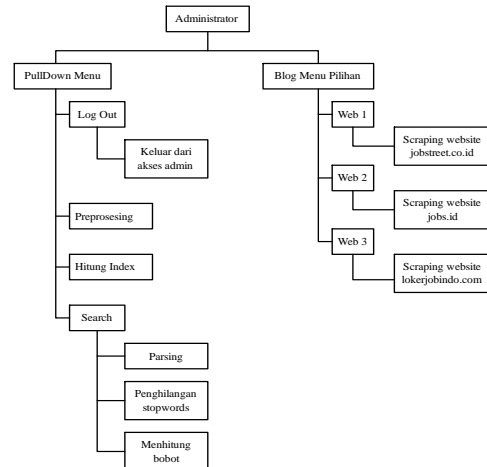 Administrator
PullDown Menu
Blog Menu Pilihan
Log Out
Keluar dari
akses admin
Preprosesing
Hitung Index
Search
Parsing
Penghilangan
stopwords
Menhitung
bobot
Web 1
Scraping website
jobstreet.co.id
Web 2
Scraping website
jobs.id
Web 3
Scraping website
lokerjobindo.com